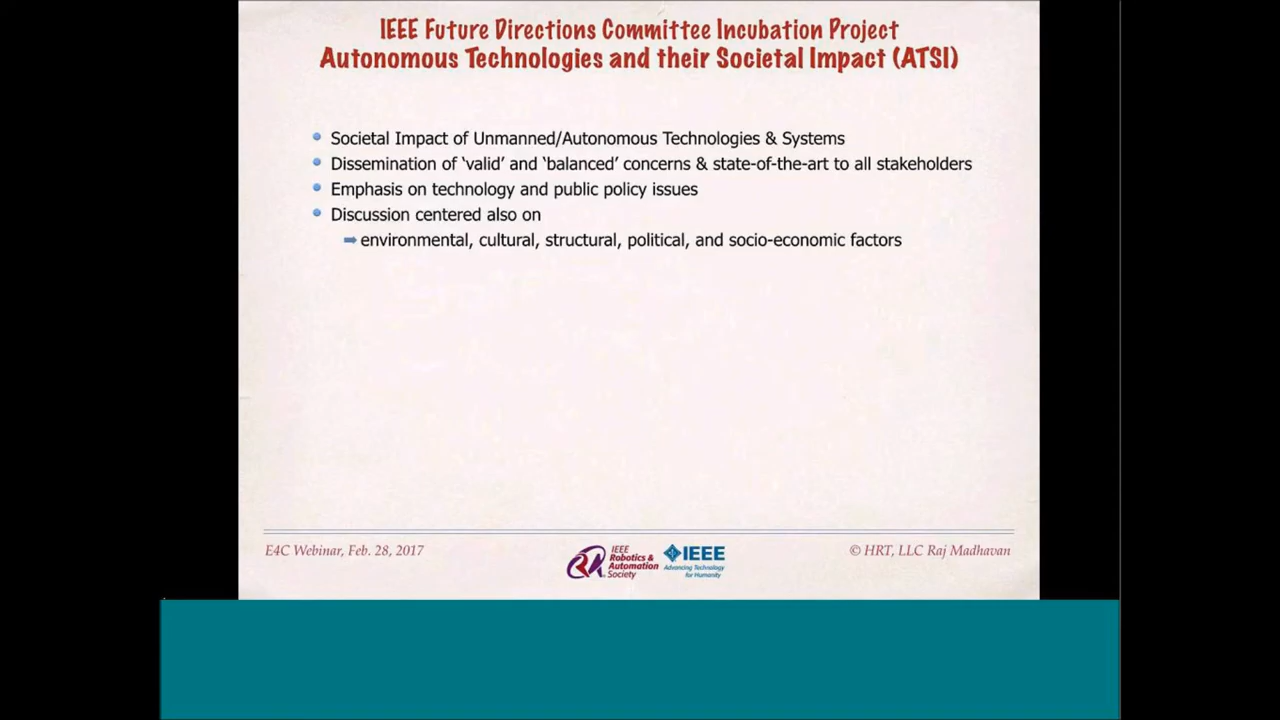 IEEE Future Directions Committee Incubation Project
Autonomous Technologies and their Societal Impact (ATSI)
Societal Impact of Unmanned/Autonomous Technologies & Systems
Dissemination of ‘valid’ and ‘balanced’ concerns & state-of-the-art to all stakeholders
Emphasis on technology and public policy issues
Discussion centered also on
environmental, cultural, structural, political, and socio-economic factors
E4C Webinar, Feb. 28, 2017
IEEE
Robotics &
Automation
Society
IEEE
Advancing Technology
for Humanity
© HRT, LLC Raj Madhavan